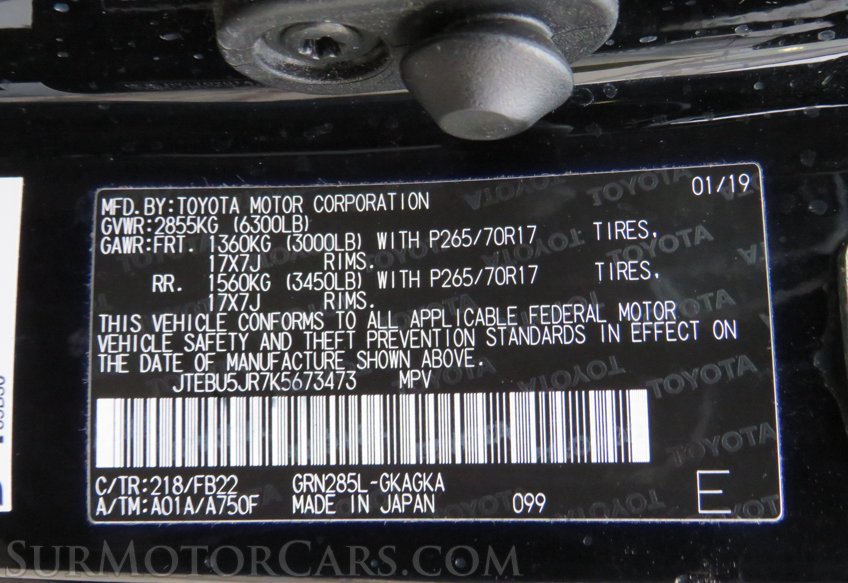 MFD.BY:TOYOTA MOTOR CORPORATION 01/19
GVWR:2855KG (6300LB)
GAWR:FRT. 1360KG (3000LB) WITH P265/70R17 TIRES,
17X7J RIMS.
RR. 1560KG (3450LB) WITH P265/70R17 TIRES,
17X7J RIMS.
THIS VEHICLE CONFORMS TO ALL APPLICABLE FEDERAL MOTOR
VEHICLE SAFETY AND THEFT PREVENTION STANDARDS IN EFFECT ON
THE DATE OF MANUFACTURE SHOWN ABOVE.
JTEBU5JR7K5673473 MPV
C/TR:218/FB22 GRN285L-GKAGKA
A/TM:A01A/A750F MADE IN JAPAN 099 E
SURMOTORCARS.COM